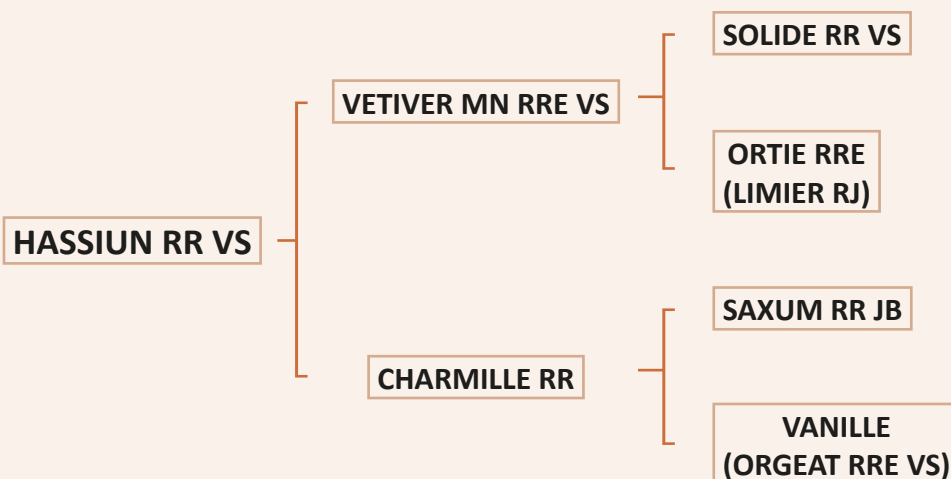 SOLIDE RR VS
VETIVER MN RRE VS
ORTIE RRE
(LIMIER RJ)
HASSIUN RR VS
SAXUM RR JB
CHARMILLE RR
VANILLE
(ORGEAT RRE VS)